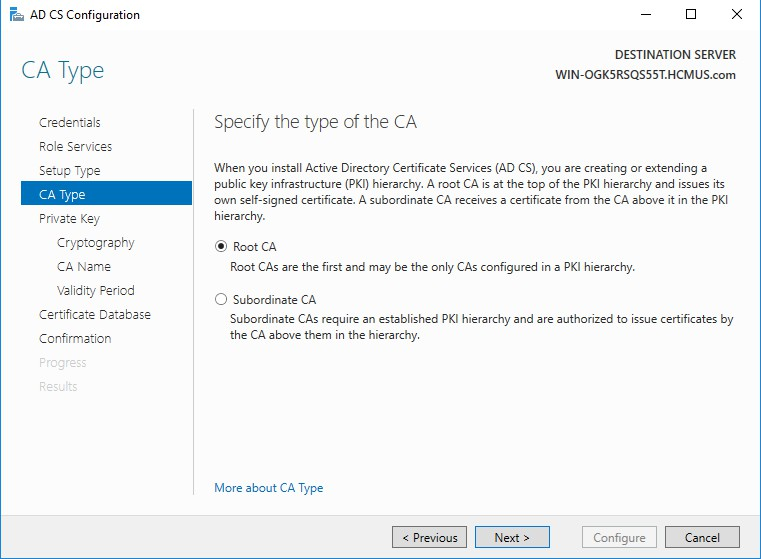 AD CS Configuration
CA Type
DESTINATION SERVER
WIN-OGK5RSQS55T.HCMUS.com
Credentials
Role Services
Setup Type
CA Type
Private Key
Cryptography
CA Name
Validity Period
Certificate Database
Confirmation
Progress
Results
Specify the type of the CA
When you install Active Directory Certificate Services (AD CS), you are creating or extending a
public key infrastructure (PKI) hierarchy. A root CA is at the top of the PKI hierarchy and issues its
own self-signed certificate. A subordinate CA receives a certificate from the CA above it in the PKI
hierarchy.
Root CA
Root CAs are the first and may be the only CAs configured in a PKI hierarchy.
Subordinate CA
Subordinate CAs require an established PKI hierarchy and are authorized to issue certificates by
the CA above them in the hierarchy.
More about CA Type
< Previous
Next >
Configure
Cancel